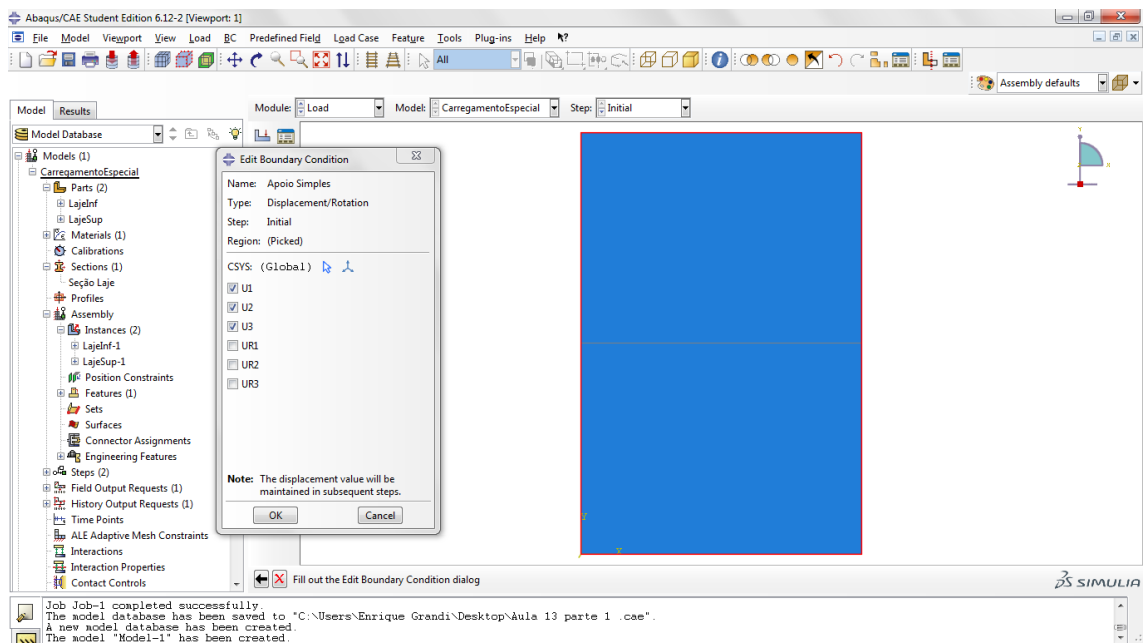 Abaqus/CAE Student Edition 6.12-2 [Viewport: 1]
File Model Viewport View Load BC Predefined Field Load Case Feature Tools Plug-ins Help
All
Assembly defaults
Model Results
Module: Load Model: CarregamentoEspecial Step: Initial
Model Database
Models (1)
CarregamentoEspecial
Parts (2)
LajeInf
LajeSup
Materials (1)
Calibrations
Sections (1)
Seção Laje
Profiles
Assembly
Instances (2)
LajeInf-1
LajeSup-1
Position Constraints
Features (1)
Sets
Surfaces
Connector Assignments
Engineering Features
Steps (2)
Field Output Requests (1)
History Output Requests (1)
Time Points
ALE Adaptive Mesh Constraints
Interactions
Interaction Properties
Contact Controls
Edit Boundary Condition
Name: Apoio Simples
Type: Displacement/Rotation
Step: Initial
Region: (Picked)
CSYS: (Global)
U1
U2
U3
UR1
UR2
UR3
Note: The displacement value will be
maintained in subsequent steps.
OK Cancel
Y
X
Y
X
Fill out the Edit Boundary Condition dialog
SIMULIA
Job Job-1 completed successfully.
The model database has been saved to "C:\Users\Enrique Grandi\Desktop\Aula 13 parte 1 .cae".
A new model database has been created.
The model "Model-1" has been created.